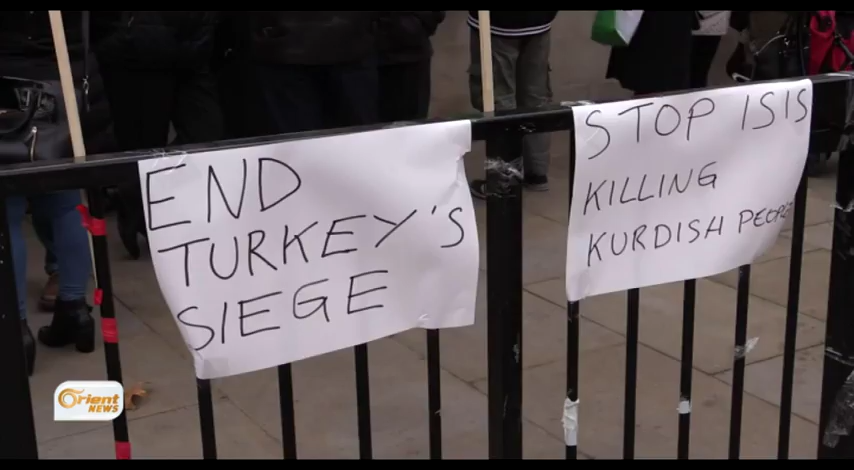 END
TURKEY'S
SIEGE
STOP ISIS
KILLING
KURDISH PEOPLE
Orient
NEWS